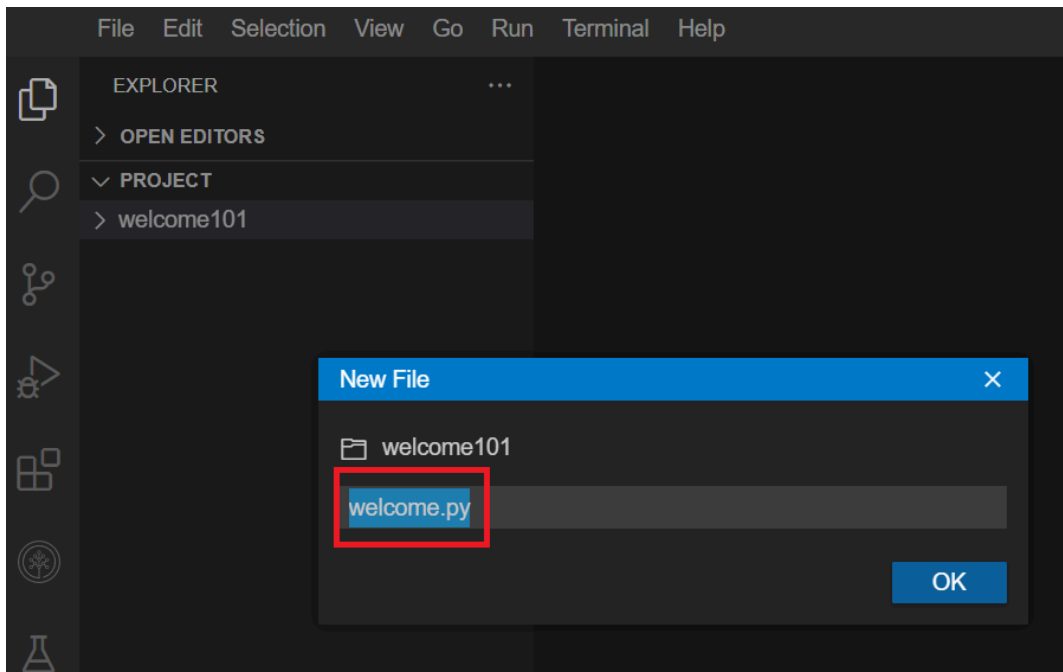 File Edit Selection View Go Run Terminal Help
EXPLORER
OPEN EDITORS
PROJECT
welcome101
New File
welcome101
welcome.py
OK